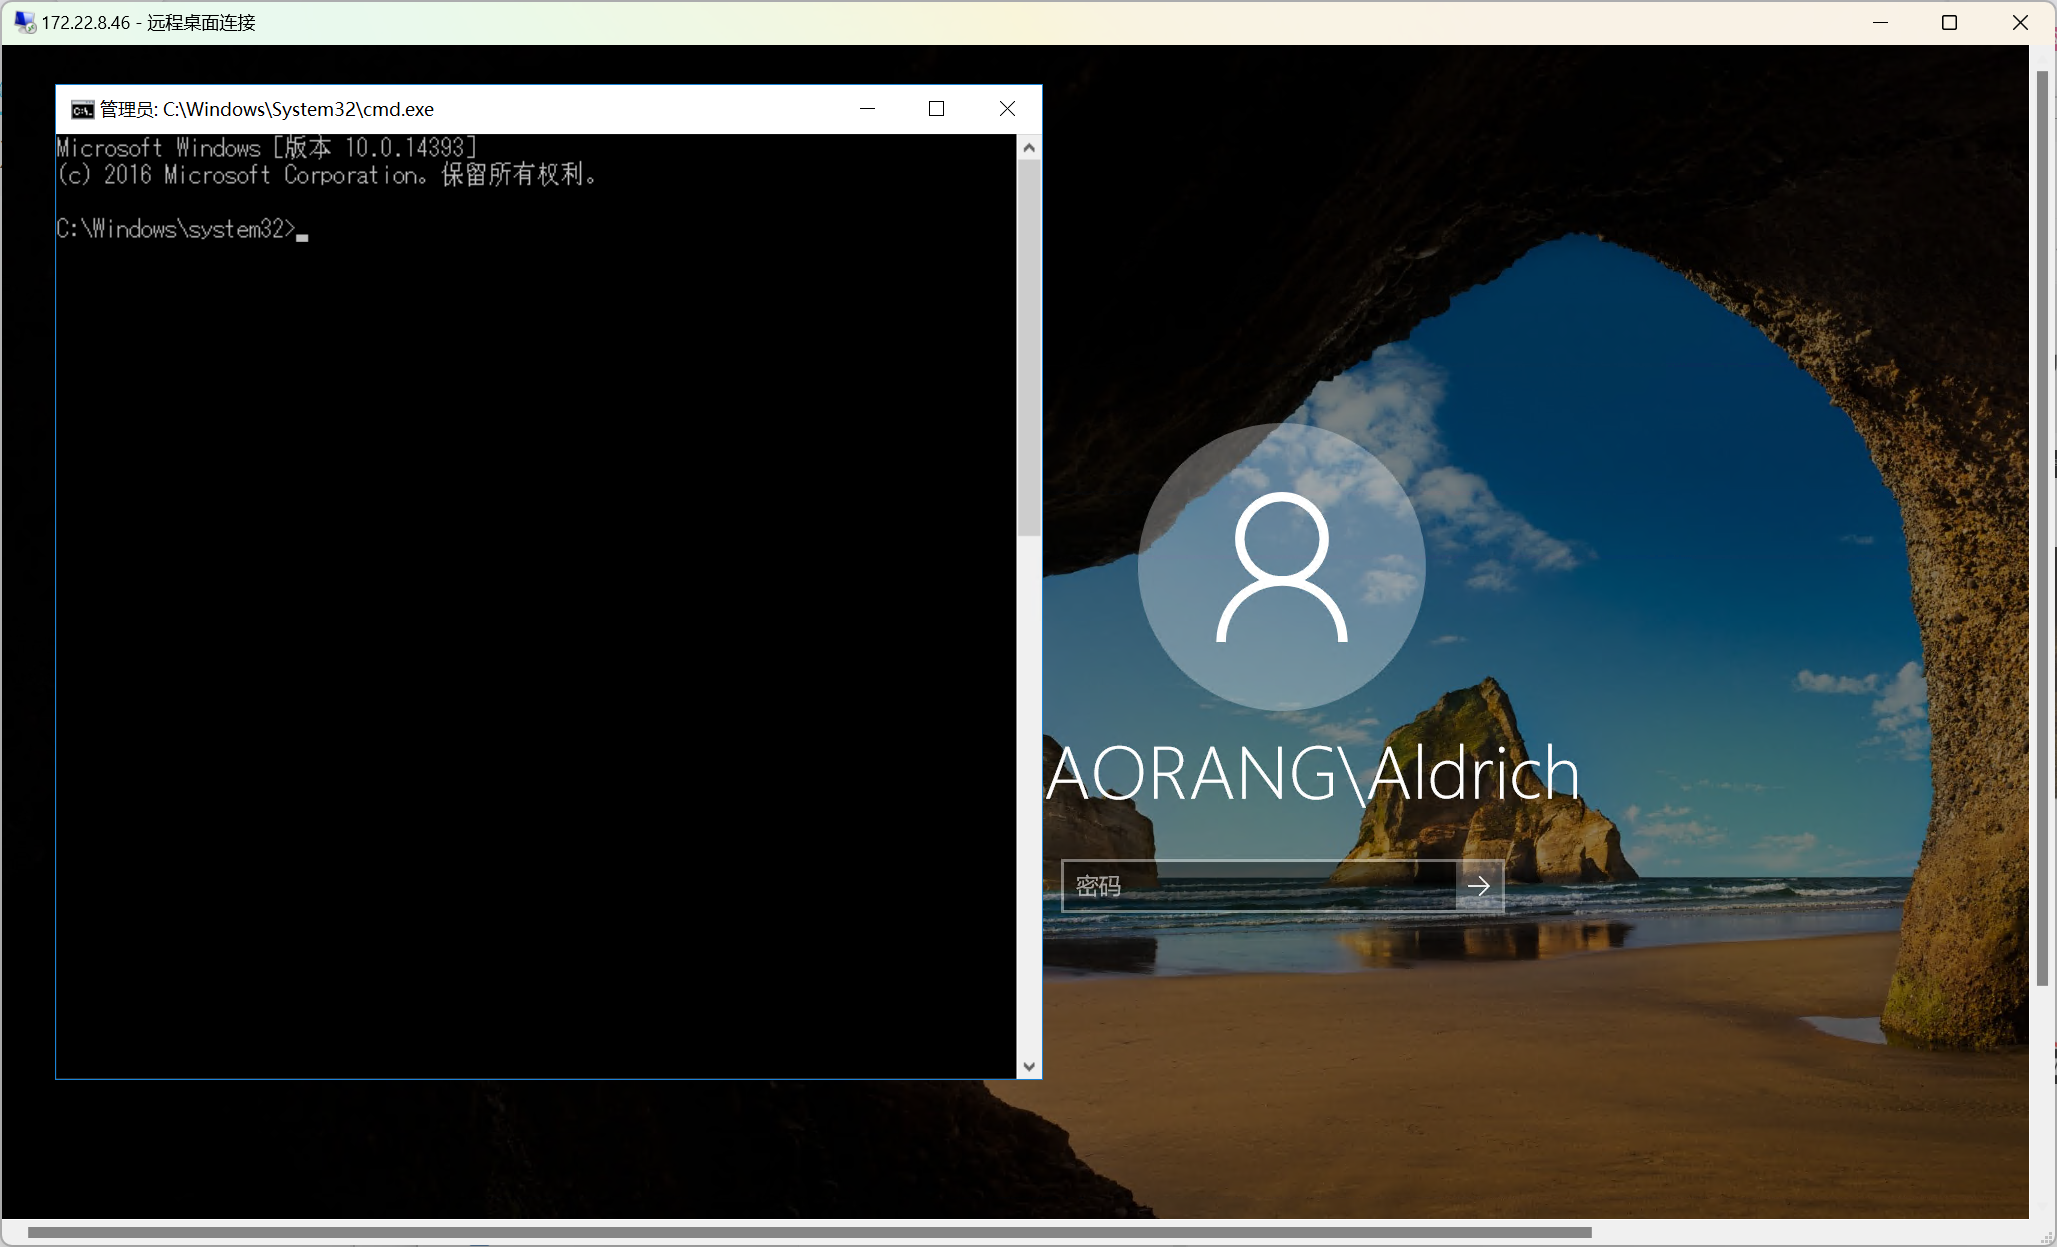 172.22.8.46 - 远程桌面连接
管理员: C:\Windows\System32\cmd.exe
Microsoft Windows [版本 10.0.14393]
(c) 2016 Microsoft Corporation。保留所有权利。
C:\Windows\system32>
AORANG\Aldrich
密码